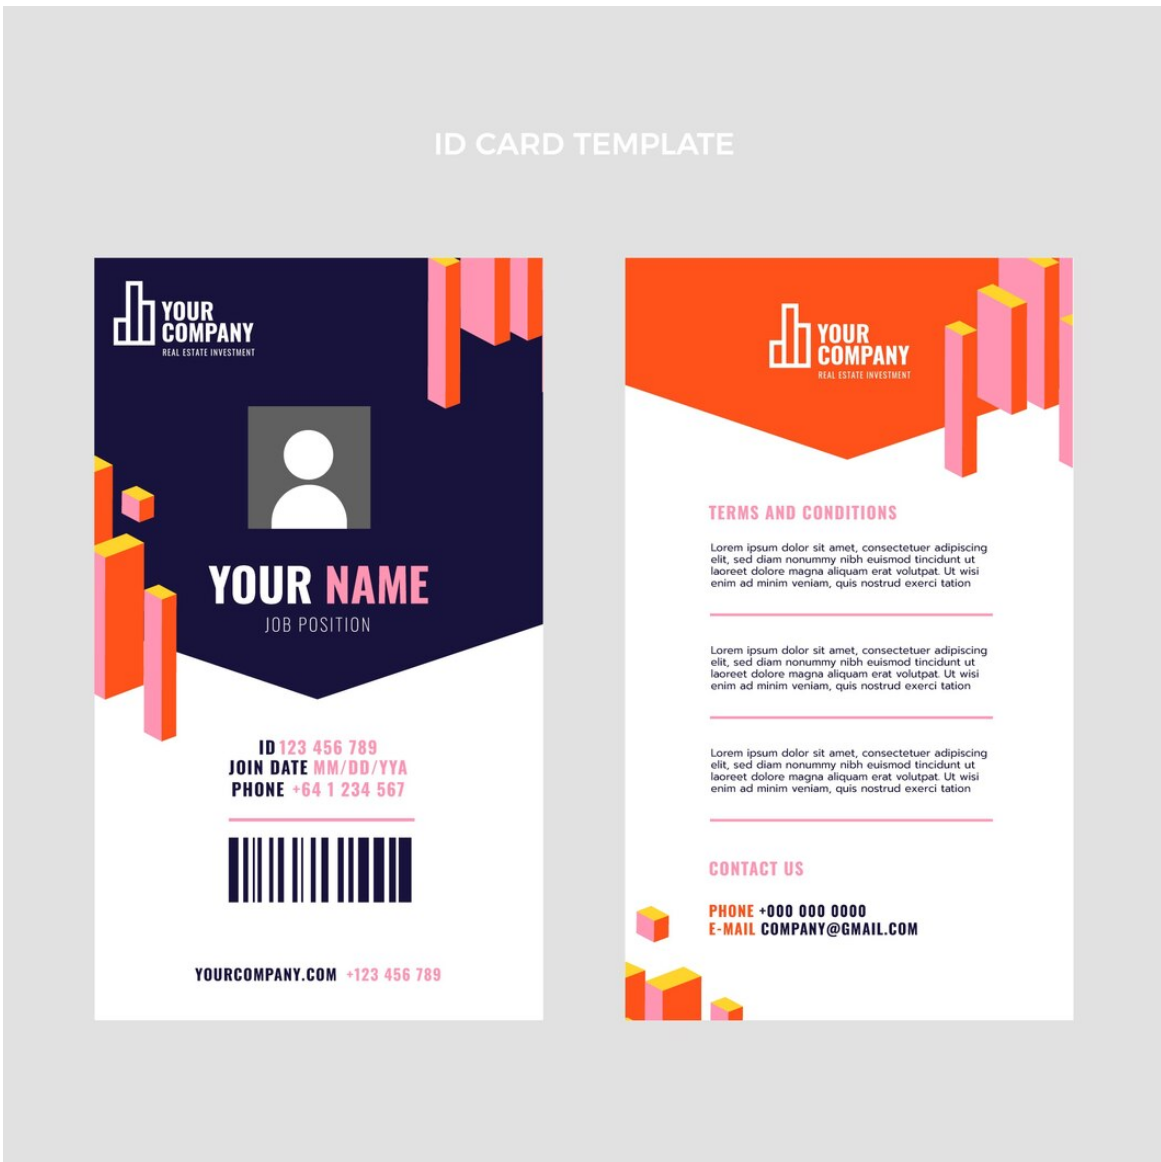 ID CARD TEMPLATE
YOUR
COMPANY
REAL ESTATE INVESTMENT
YOUR NAME
JOB POSITION
ID 123 456 789
JOIN DATE MM/DD/YYA
PHONE +64 1 234 567
YOURCOMPANY.COM +123 456 789
YOUR
COMPANY
REAL ESTATE INVESTMENT
TERMS AND CONDITIONS
Lorem ipsum dolor sit amet, consectetuer adipiscing
elit, sed diam nonummy nibh euismod tincidunt ut
laoreet dolore magna aliquam erat volutpat. Ut wisi
enim ad minim veniam, quis nostrud exerci tation
Lorem ipsum dolor sit amet, consectetuer adipiscing
elit, sed diam nonummy nibh euismod tincidunt ut
laoreet dolore magna aliquam erat volutpat. Ut wisi
enim ad minim veniam, quis nostrud exerci tation
Lorem ipsum dolor sit amet, consectetuer adipiscing
elit, sed diam nonummy nibh euismod tincidunt ut
laoreet dolore magna aliquam erat volutpat. Ut wisi
enim ad minim veniam, quis nostrud exerci tation
CONTACT US
PHONE +000 000 0000
E-MAIL COMPANY@GMAIL.COM